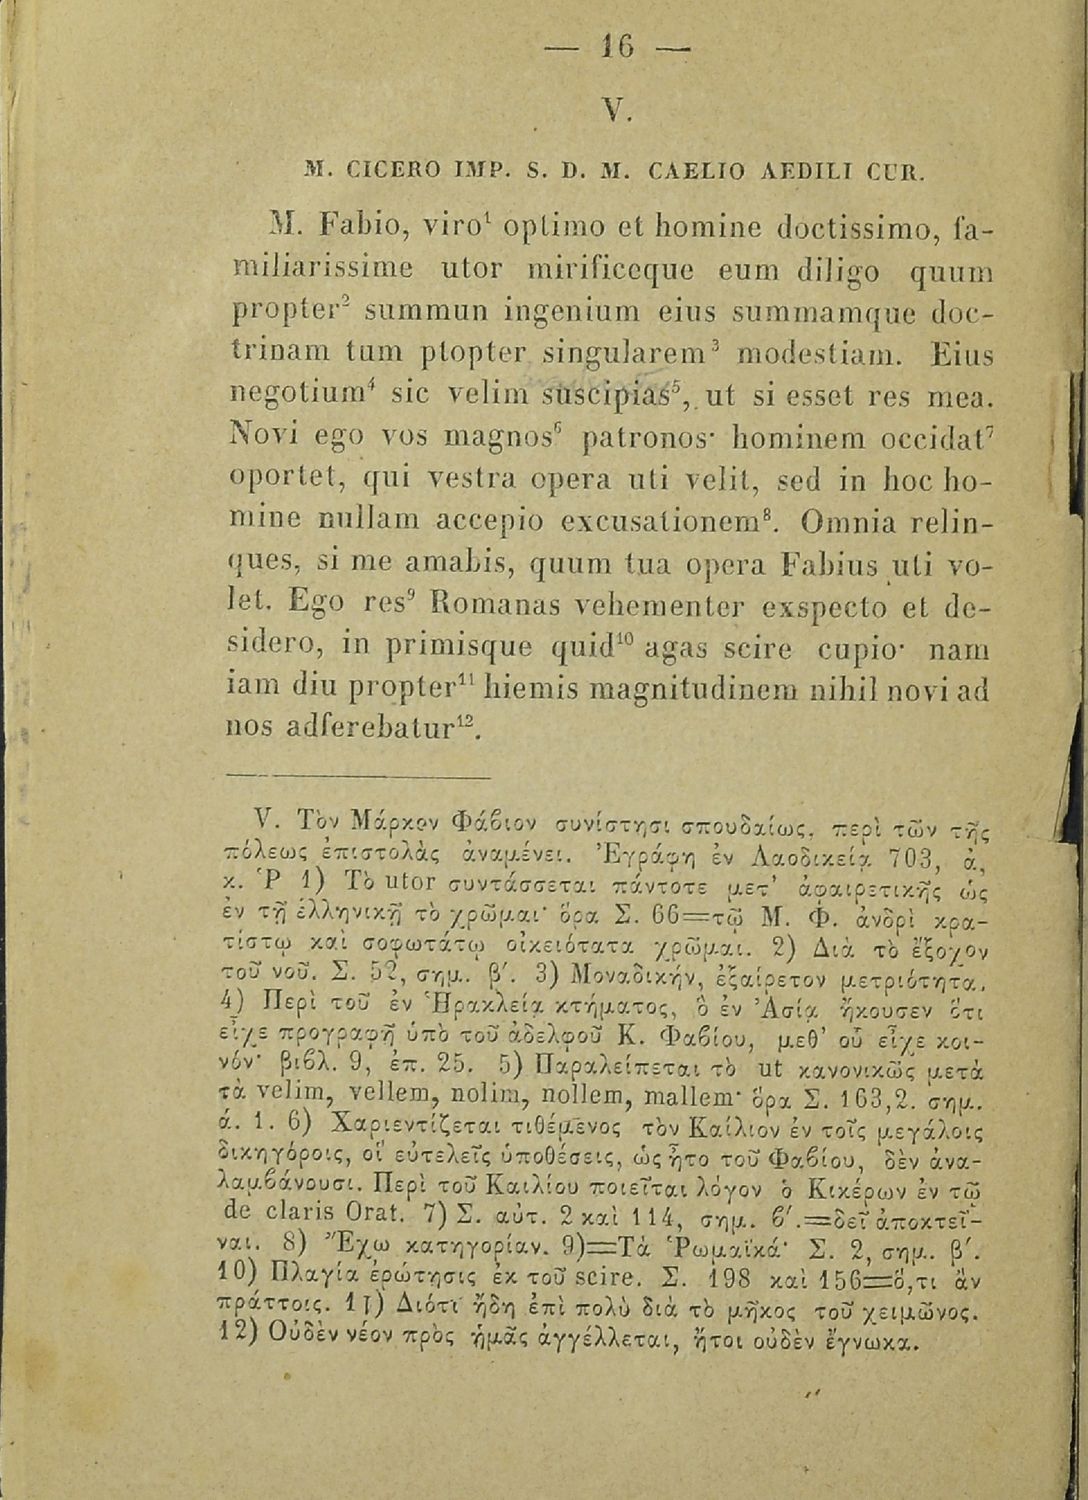 — 16 —
V.
M. CICERO IMP. S. D. M. CAELIO AEDILI CUR.
M. Fabio, viro¹ optimo et homine doctissimo, fa-
miliarissime utor mirificeque eum diligo quum
propter² summun ingenium eius summamque doc-
trinam tum ptopter singularem³ modestiam. Eius
negotium⁴ sic velim suscipias⁵, ut si esset res mea.
Novi ego vos magnos⁶ patronos· hominem occidat⁷
oportet, qui vestra opera uti velit, sed in hoc ho-
mine nullam accepio excusationem⁸. Omnia relin-
ques, si me amabis, quum tua opera Fabius uti vo-
let. Ego res⁹ Romanas vehementer exspecto et de-
sidero, in primisque quid¹⁰ agas scire cupio· nam
iam diu propter¹¹ hiemis magnitudinem nihil novi ad
nos adferebatur¹².
V. Τὸν Μάρκον Φάβιον συνίστησι σπουδαίως, περὶ τῶν τῆς
πόλεως ἐπιστολὰς ἀναμένει. Ἐγράφη ἐν Λαοδικείᾳ 703, ἀ,
κ. Ῥ 1) Τὸ utor συντάσσεται πάντοτε μετ’ ἀφαιρετικῆς ὡς
ἐν τῇ ἑλληνικῇ τὸ χρῶμαι· ὅρα Σ. 66=τῷ Μ. Φ. ἀνδρὶ κρα-
τίστῳ καὶ σοφωτάτῳ οἰκειότατα χρῶμαι. 2) Διὰ τὸ ἔξοχον
τοῦ νοῦ. Σ. 52, σημ. β′. 3) Μοναδικήν, ἐξαίρετον μετριότητα.
4) Περὶ τοῦ ἐν Ἡρακλείᾳ κτήματος, ὃ ἐν Ἀσίᾳ ἤκουσεν ὅτι
εἶχε προγραφῇ ὑπὸ τοῦ ἀδελφοῦ Κ. Φαβίου, μεθ’ οὗ εἶχε κοι-
νόν· βιβλ. 9, ἐπ. 25. 5) Παραλείπεται τὸ ut κανονικῶς μετὰ
τὰ velim, vellem, nolim, nollem, mallem· ὅρα Σ. 163,2. σημ.
ά. 1. 6) Χαριεντίζεται τιθέμενος τὸν Καίλιον ἐν τοῖς μεγάλοις
δικηγόροις, οἳ εὐτελεῖς ὑποθέσεις, ὡς ἦτο τοῦ Φαβίου, δὲν ἀνα-
λαμβάνουσι. Περὶ τοῦ Καιλίου ποιεῖται λόγον ὁ Κικέρων ἐν τῷ
de claris Orat. 7) Σ. αὐτ. 2 καὶ 114, σημ. β′.=δεῖ ἀποκτεῖ-
ναι. 8) Ἔχω κατηγορίαν. 9)=Τὰ Ῥωμαϊκά· Σ. 2, σημ. β′.
10) Πλαγία ἐρώτησις ἐκ τοῦ scire. Σ. 198 καὶ 156=ὅ,τι ἂν
πράττοις. 11) Διότι ἤδη ἐπὶ πολὺ διὰ τὸ μῆκος τοῦ χειμῶνος.
12) Οὐδὲν νέον πρὸς ἡμᾶς ἀγγέλλεται, ἤτοι οὐδὲν ἔγνωκα.